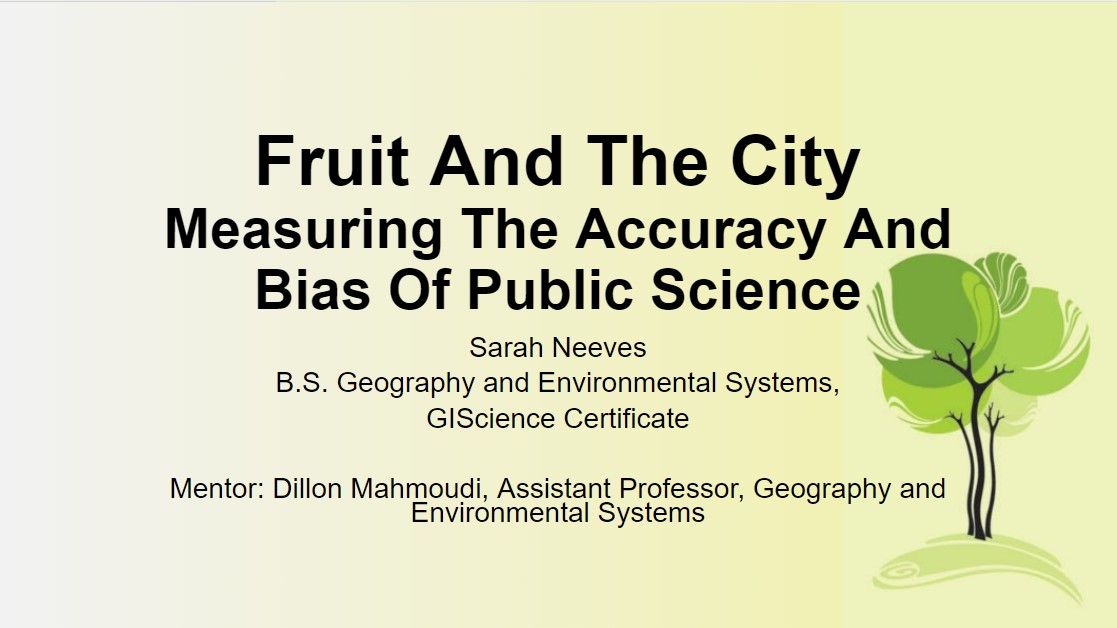 Fruit And The City
Measuring The Accuracy And
Bias Of Public Science
Sarah Neeves
B.S. Geography and Environmental Systems,
GIScience Certificate
Mentor: Dillon Mahmoudi, Assistant Professor, Geography and
Environmental Systems